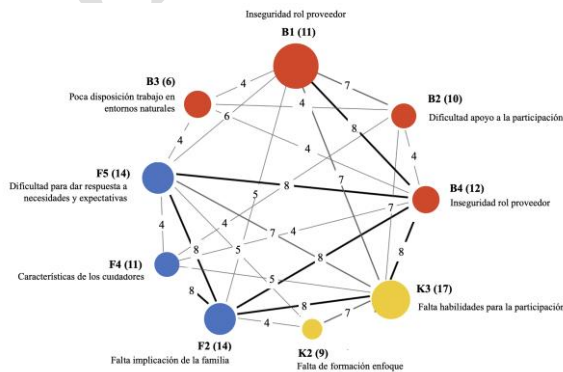 Inseguridad rol proveedor
B1 (11)
B3 (6)
Poca disposición trabajo en
entornos naturales
B2 (10)
Dificultad apoyo a la participación
F5 (14)
Dificultad para dar respuesta a
necesidades y expectativas
B4 (12)
Inseguridad rol proveedor
F4 (11)
Características de los cuidadores
K3 (17)
Falta habilidades para la participación
F2 (14)
Falta implicación de la familia
K2 (9)
Falta de formación enfoque
4
7
4
6
8
4
4
4
5
8
7
7
4
4
7
4
8
5
8
8
5
8
8
7
4